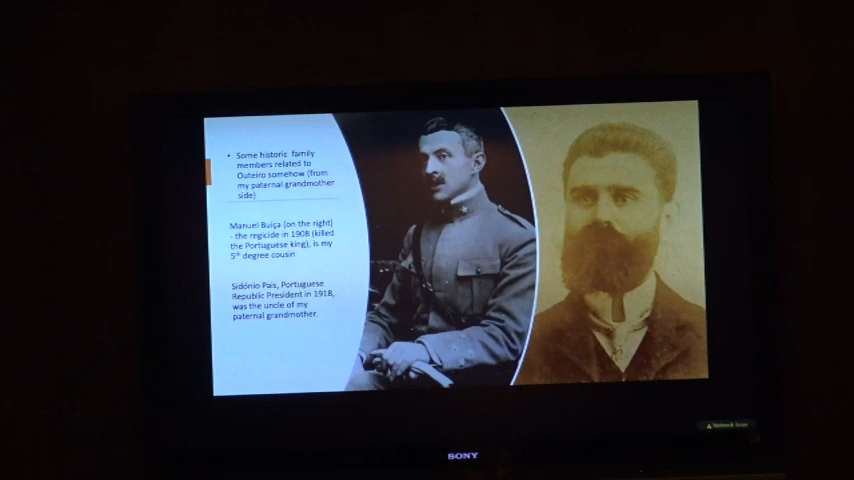 • Some historic family
members related to
Outeiro somehow (from
my paternal grandmother
side)
Manuel Buiça (on the right)
- the regicide in 1908 (killed
the Portuguese king), is my
5th degree cousin
Sidónio Pais, Portuguese
Republic President in 1918,
was the uncle of my
paternal grandmother.
Network Issue
SONY